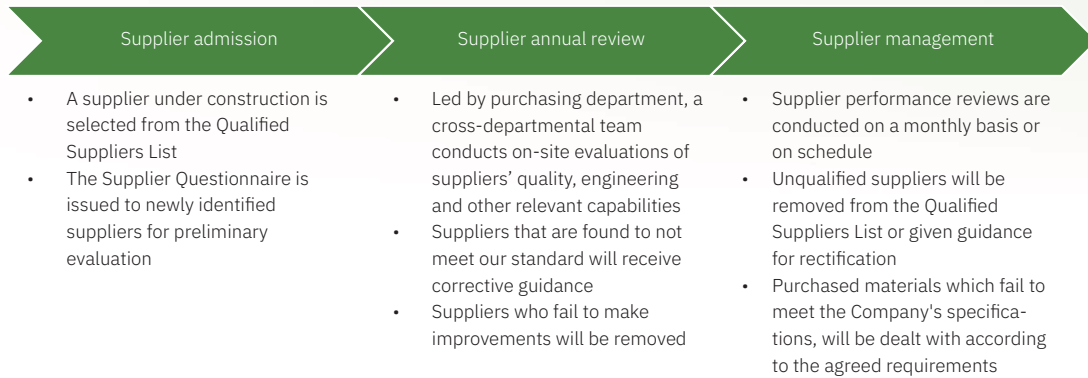 Supplier admission
• A supplier under construction is
selected from the Qualified
Suppliers List
• The Supplier Questionnaire is
issued to newly identified
suppliers for preliminary
evaluation
Supplier annual review
• Led by purchasing department, a
cross-departmental team
conducts on-site evaluations of
suppliers’ quality, engineering
and other relevant capabilities
• Suppliers that are found to not
meet our standard will receive
corrective guidance
• Suppliers who fail to make
improvements will be removed
Supplier management
• Supplier performance reviews are
conducted on a monthly basis or
on schedule
• Unqualified suppliers will be
removed from the Qualified
Suppliers List or given guidance
for rectification
• Purchased materials which fail to
meet the Company's specifica-
tions, will be dealt with according
to the agreed requirements